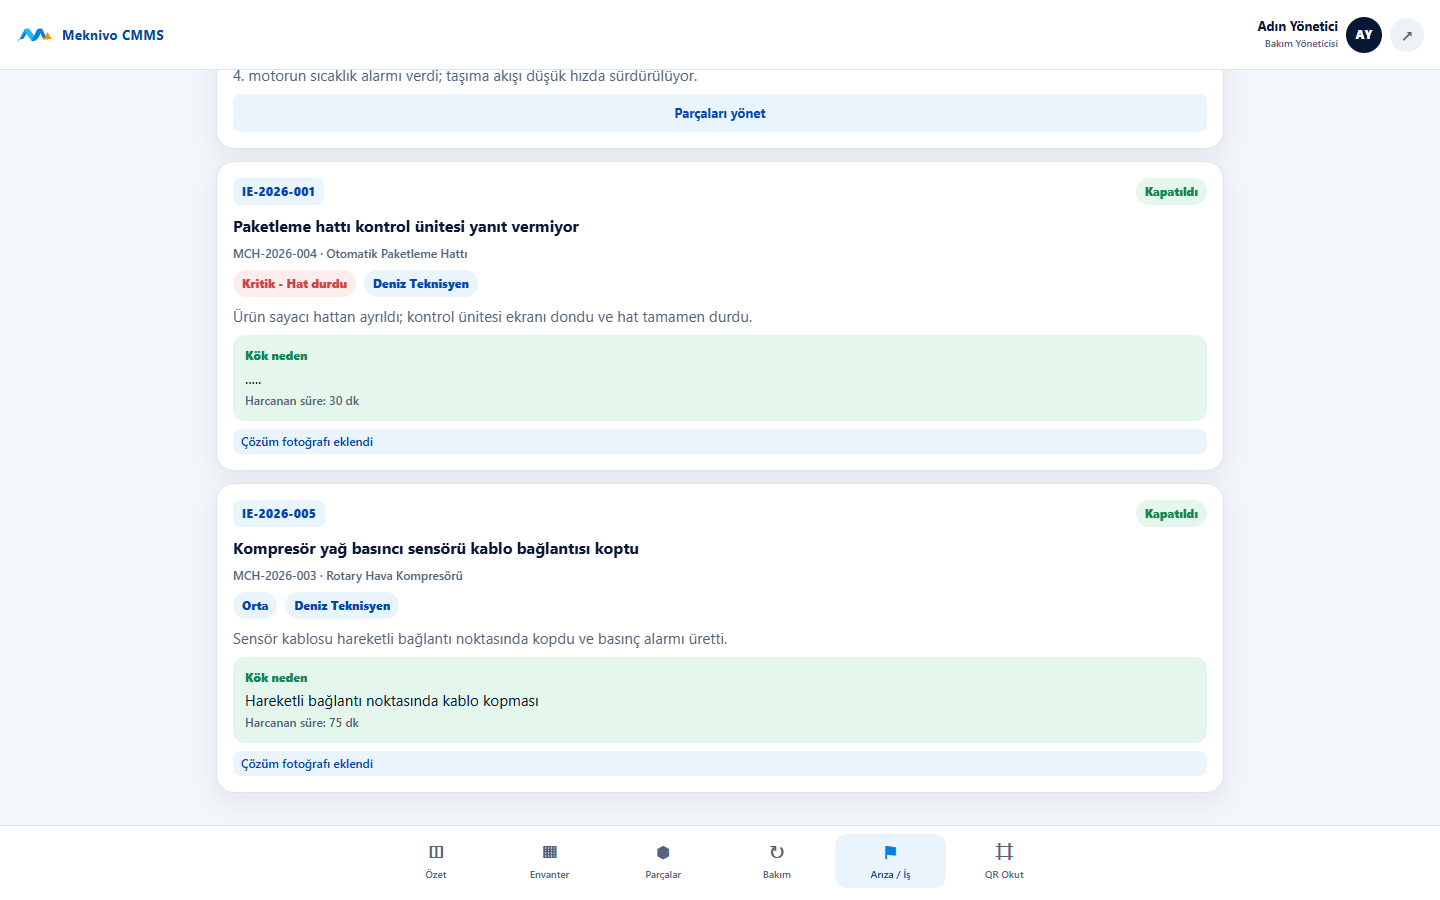 Meknivo CMMS
Adın Yönetici
Bakım Yöneticisi
AY
4. motorun sıcaklık alarmı verdi; taşıma akışı düşük hızda sürdürülüyor.
Parçaları yönet
IE-2026-001
Kapatıldı
Paketleme hattı kontrol ünitesi yanıt vermiyor
MCH-2026-004 · Otomatik Paketleme Hattı
Kritik - Hat durdu
Deniz Teknisyen
Ürün sayacı hattan ayrıldı; kontrol ünitesi ekranı dondu ve hat tamamen durdu.
Kök neden
.....
Harcanan süre: 30 dk
Çözüm fotoğrafı eklendi
IE-2026-005
Kapatıldı
Kompresör yağ basıncı sensörü kablo bağlantısı koptu
MCH-2026-003 · Rotary Hava Kompresörü
Orta
Deniz Teknisyen
Sensör kablosu hareketli bağlantı noktasında kopdu ve basınç alarmı üretti.
Kök neden
Hareketli bağlantı noktasında kablo kopması
Harcanan süre: 75 dk
Çözüm fotoğrafı eklendi
Özet
Envanter
Parçalar
Bakım
Arıza / İş
QR Okut